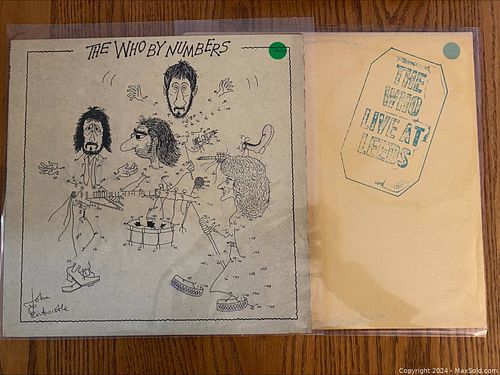 THE WHO BY NUMBERS
THE
WHO
LIVE AT
LEEDS
John
Entwistle
Copyright 2024 - MaxSold.com